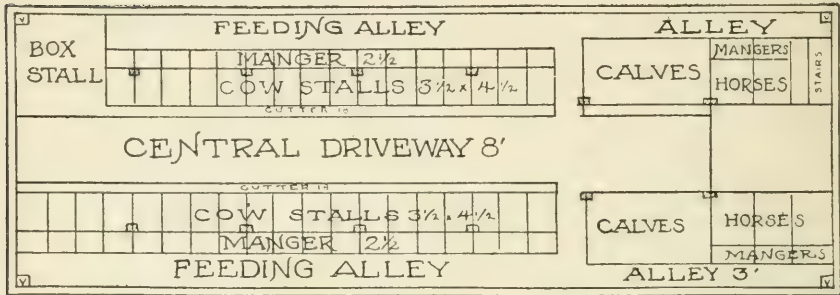 V
FEEDING ALLEY
ALLEY
V
BOX STALL
MANGER 2½
COW STALLS 3½ x 4½
CALVES
MANGERS
HORSES
STAIRS
CENTRAL DRIVEWAY 8'
GUTTER
COW STALLS 3½ x 4½
MANGER 2½
CALVES
HORSES
MANGERS
V
FEEDING ALLEY
ALLEY 3'
V